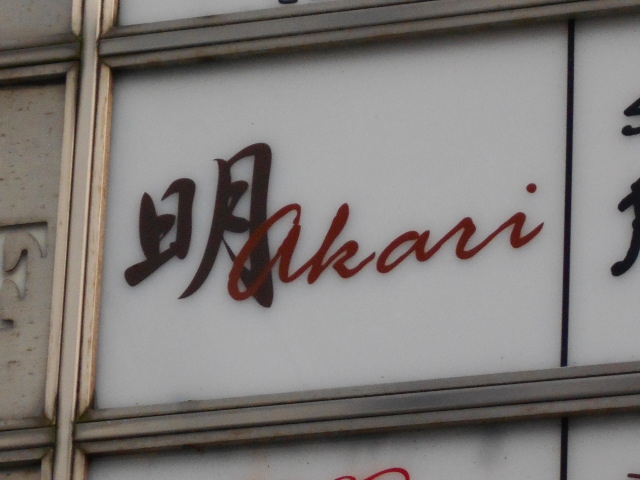 明 Akari